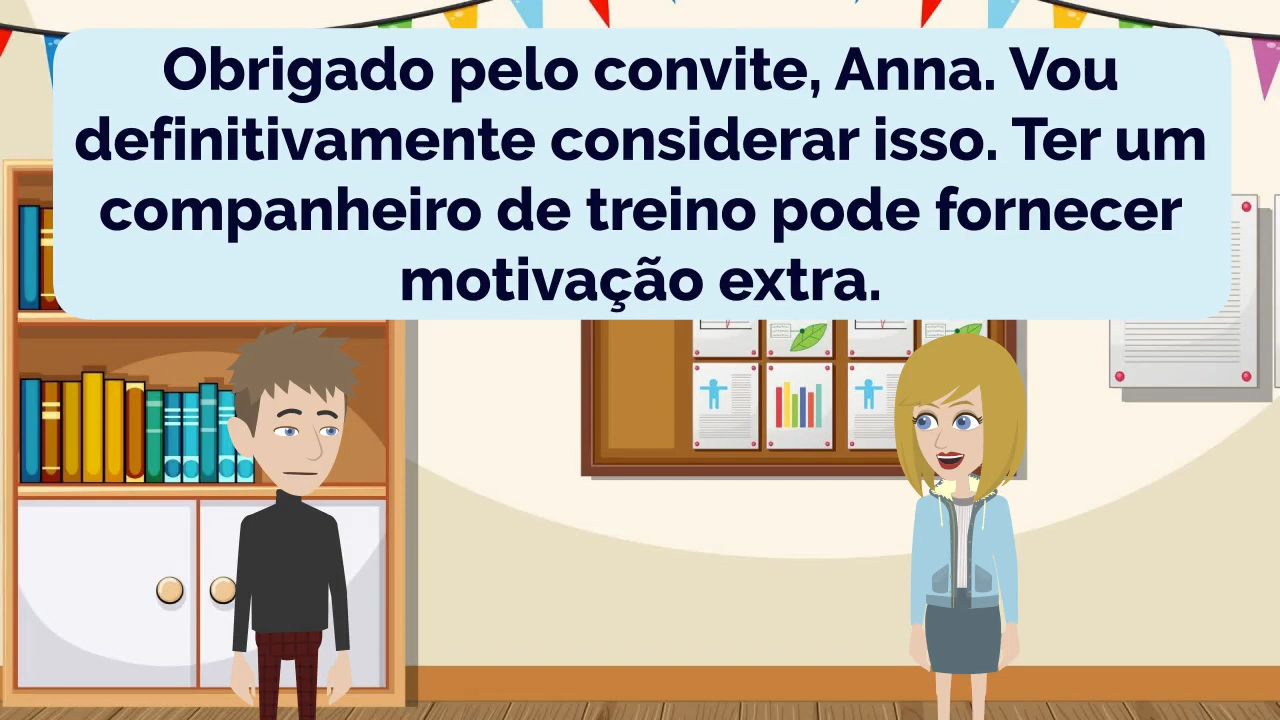 Obrigado pelo convite, Anna. Vou
definitivamente considerar isso. Ter um
companheiro de treino pode fornecer
motivação extra.